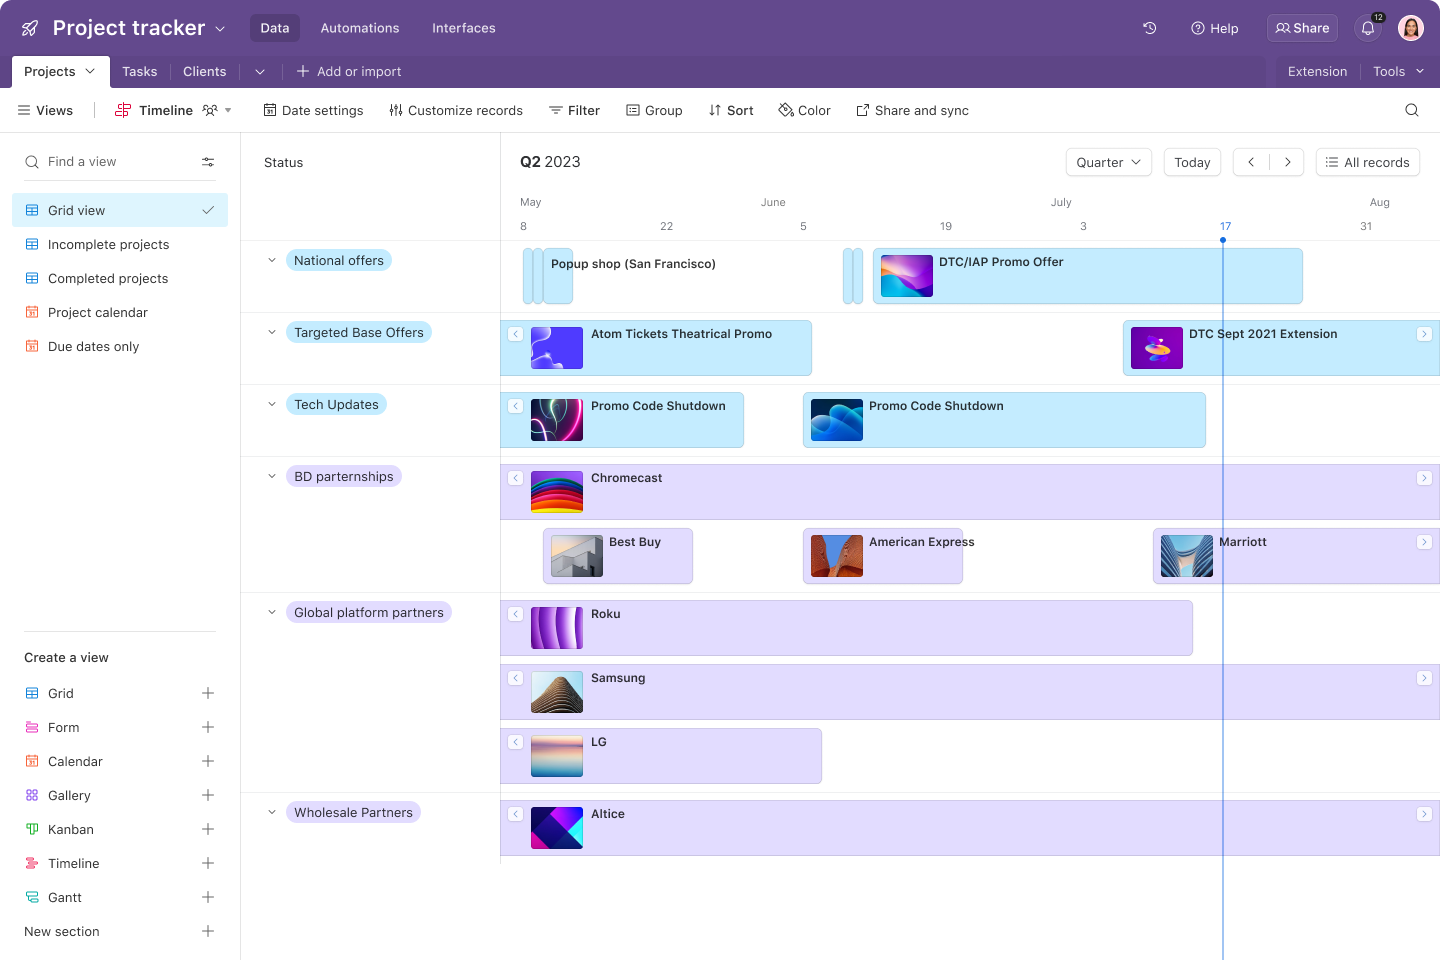 Project tracker
Data
Automations
Interfaces
Help
Share
12
Projects
Tasks
Clients
Add or import
Extension
Tools
Views
Timeline
Date settings
Customize records
Filter
Group
Sort
Color
Share and sync
Find a view
Grid view
Incomplete projects
Completed projects
Project calendar
Due dates only
Create a view
Grid
Form
Calendar
Gallery
Kanban
Timeline
Gantt
New section
Status
Q2 2023
Quarter
Today
All records
May
June
July
Aug
8
22
5
19
3
17
31
National offers
Popup shop (San Francisco)
DTC/IAP Promo Offer
Targeted Base Offers
Atom Tickets Theatrical Promo
DTC Sept 2021 Extension
Tech Updates
Promo Code Shutdown
Promo Code Shutdown
BD parternships
Chromecast
Best Buy
American Express
Marriott
Global platform partners
Roku
Samsung
LG
Wholesale Partners
Altice